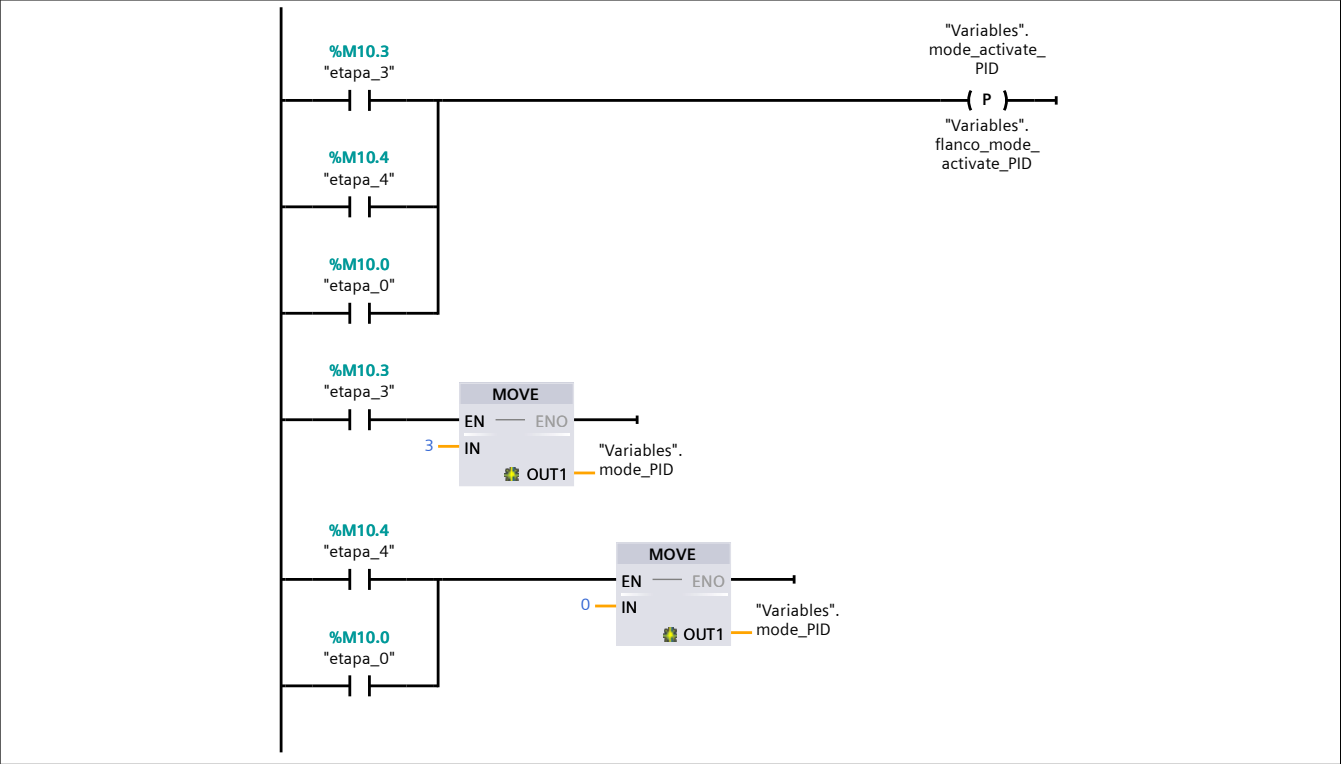 "Variables".
mode_activate_
PID
%M10.3
"etapa_3"
P
"Variables".
flanco_mode_
activate_PID
%M10.4
"etapa_4"
%M10.0
"etapa_0"
%M10.3
"etapa_3"
MOVE
EN ENO
3 IN
OUT1
"Variables".
mode_PID
%M10.4
"etapa_4"
MOVE
EN ENO
0 IN
OUT1
"Variables".
mode_PID
%M10.0
"etapa_0"